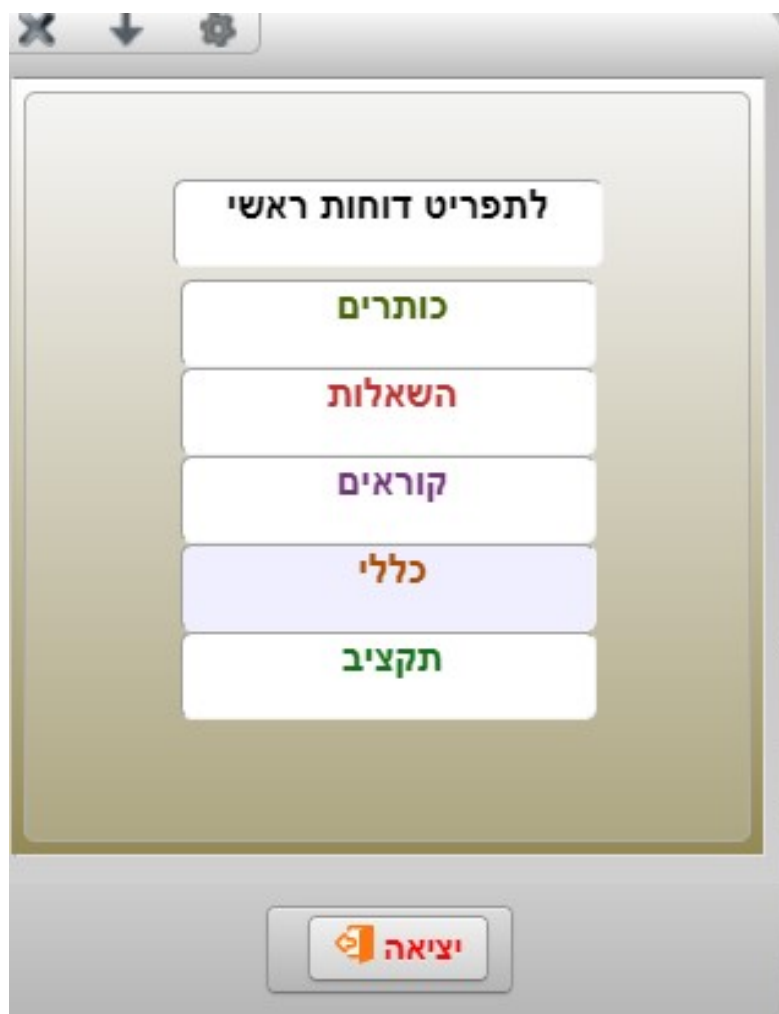 לתפריט דוחות ראשי
כותרים
השאלות
קוראים
כללי
תקציב
יציאה